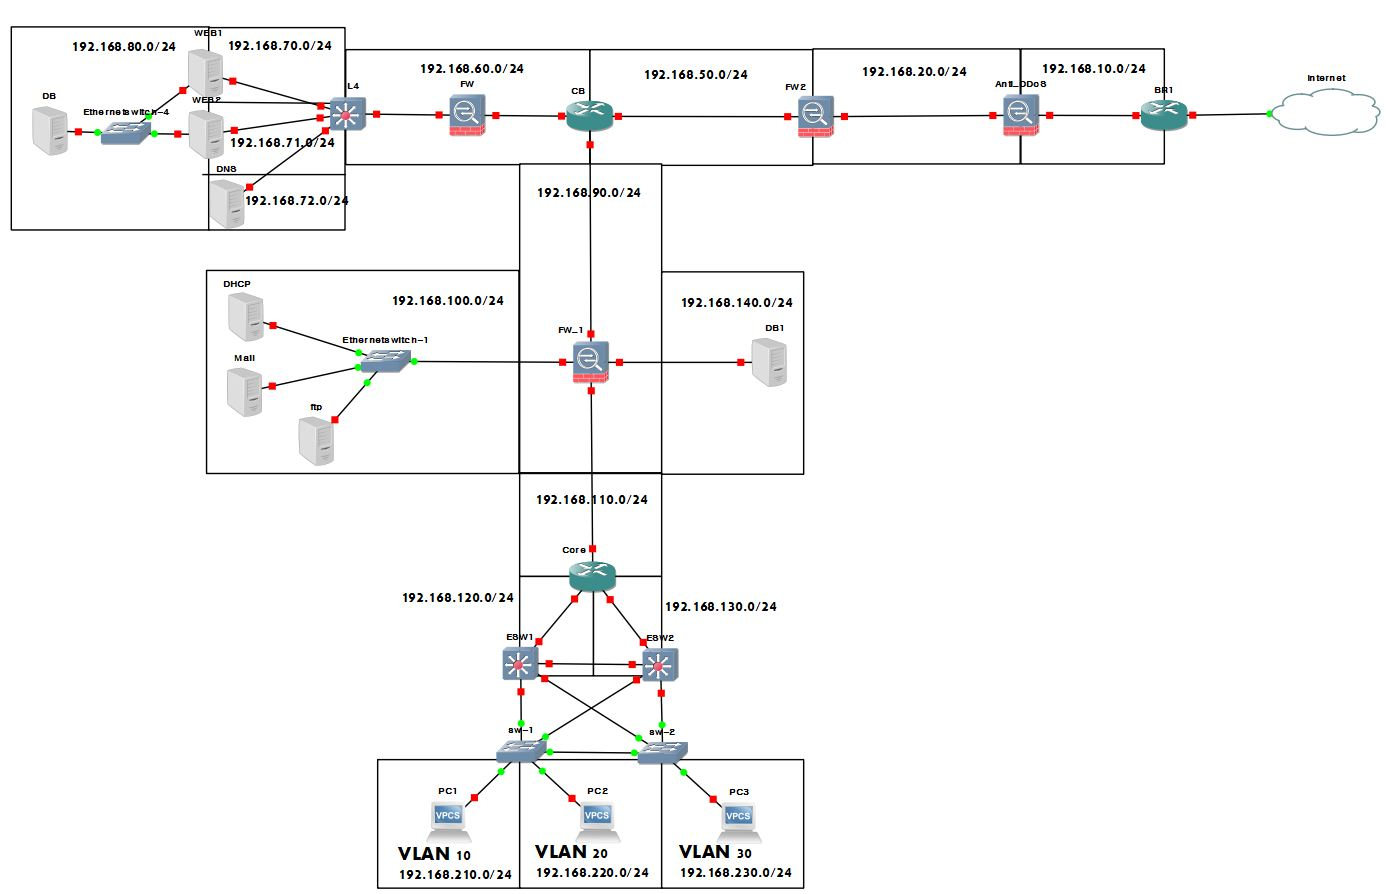 WEB1
192.168.80.0/24
192.168.70.0/24
192.168.60.0/24
192.168.50.0/24
192.168.20.0/24
192.168.10.0/24
Internet
DB
Ethernetswitch-4
WEB2
L4
FW
CB
FW2
Anti_DDoS
BR1
192.168.71.0/24
DNS
192.168.72.0/24
192.168.90.0/24
DHCP
192.168.100.0/24
192.168.140.0/24
Ethernetswitch-1
FW_1
DB1
Mail
ftp
192.168.110.0/24
Core
192.168.120.0/24
192.168.130.0/24
ESW1
ESW2
sw-1
sw-2
PC1
PC2
PC3
VPCS
VPCS
VPCS
VLAN 10
VLAN 20
VLAN 30
192.168.210.0/24
192.168.220.0/24
192.168.230.0/24